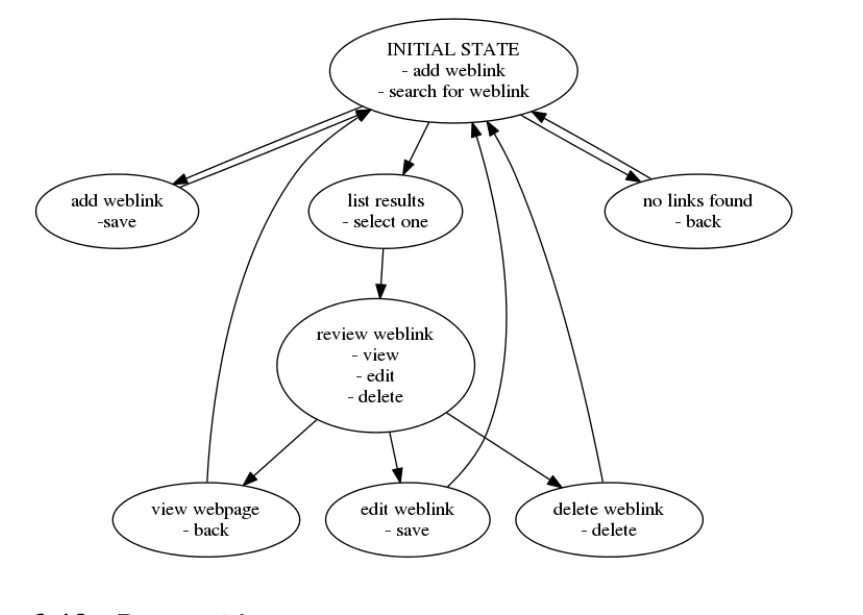 INITIAL STATE
- add weblink
- search for weblink
add weblink
-save
list results
- select one
no links found
- back
review weblink
- view
- edit
- delete
view webpage
- back
edit weblink
- save
delete weblink
- delete